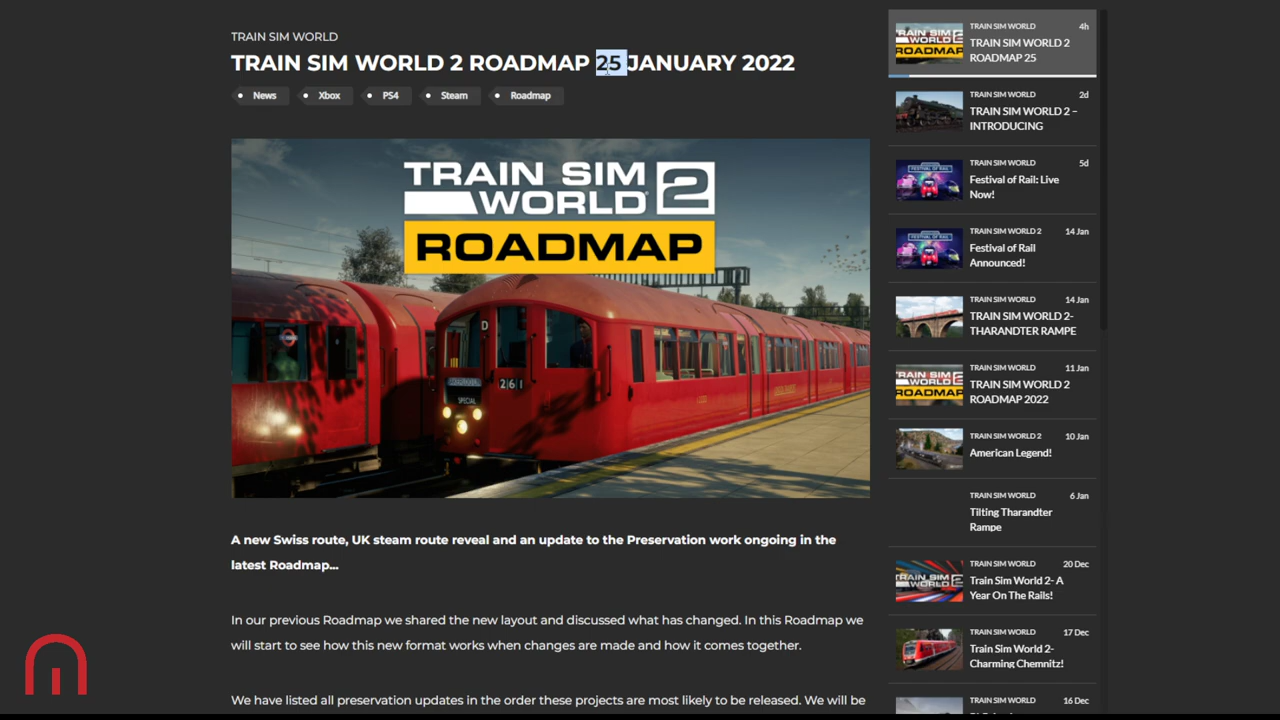 TRAIN SIM WORLD
TRAIN SIM WORLD 2 ROADMAP 25 JANUARY 2022
News
Xbox
PS4
Steam
Roadmap
TRAIN SIM
WORLD 2
ROADMAP
D
261
SPECIAL
A new Swiss route, UK steam route reveal and an update to the Preservation work ongoing in the
latest Roadmap...
In our previous Roadmap we shared the new layout and discussed what has changed. In this Roadmap we
will start to see how this new format works when changes are made and how it comes together.
We have listed all preservation updates in the order these projects are most likely to be released. We will be
TRAIN SIM WORLD 4h
TRAIN SIM WORLD 2
ROADMAP 25
TRAIN SIM WORLD 2d
TRAIN SIM WORLD 2 –
INTRODUCING
TRAIN SIM WORLD 5d
Festival of Rail: Live
Now!
TRAIN SIM WORLD 2 14 Jan
Festival of Rail
Announced!
TRAIN SIM WORLD 14 Jan
TRAIN SIM WORLD 2-
THARANDTER RAMPE
TRAIN SIM WORLD 11 Jan
TRAIN SIM WORLD 2
ROADMAP 2022
TRAIN SIM WORLD 2 10 Jan
American Legend!
TRAIN SIM WORLD 6 Jan
Tilting Tharandter
Rampe
TRAIN SIM WORLD 20 Dec
Train Sim World 2- A
Year On The Rails!
TRAIN SIM WORLD 17 Dec
Train Sim World 2-
Charming Chemnitz!
TRAIN SIM WORLD 16 Dec